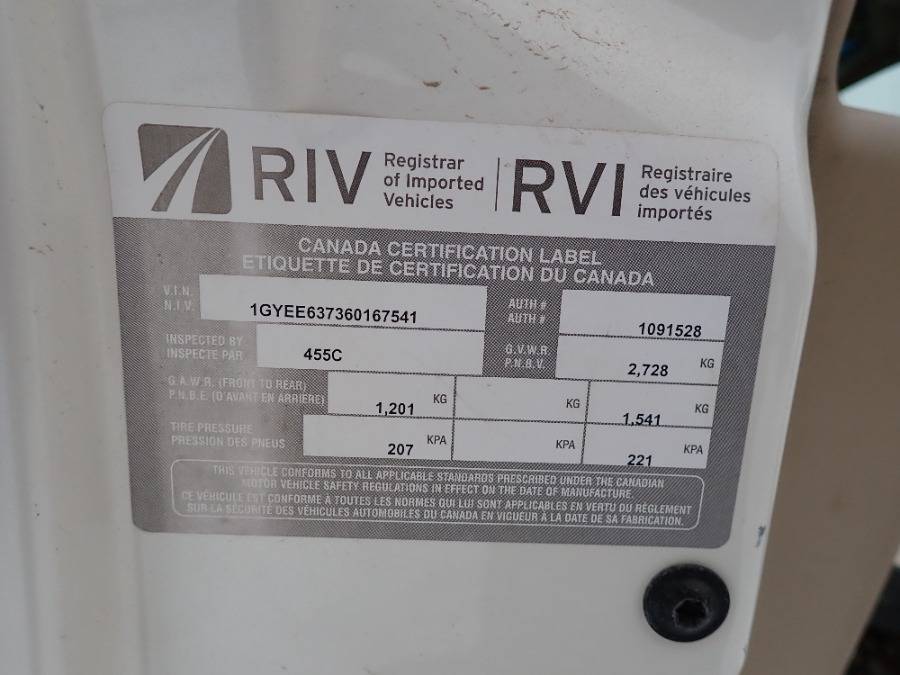 RIV Registrar of Imported Vehicles | RVI Registraire des véhicules importés
CANADA CERTIFICATION LABEL
ETIQUETTE DE CERTIFICATION DU CANADA
V.I.N.
N.I.V. 1GYEE637360167541
AUTH #
AUTH # 1091528
INSPECTED BY
INSPECTE PAR 455C
G.V.W.R.
P.N.B.V. 2,728 KG
G.A.W.R. (FRONT TO REAR)
P.N.B.E. (D'AVANT EN ARRIÈRE) 1,201 KG KG 1,541 KG
TIRE PRESSURE
PRESSION DES PNEUS 207 KPA KPA 221 KPA
THIS VEHICLE CONFORMS TO ALL APPLICABLE STANDARDS PRESCRIBED UNDER THE CANADIAN
MOTOR VEHICLE SAFETY REGULATIONS IN EFFECT ON THE DATE OF MANUFACTURE.
CE VÉHICULE EST CONFORME À TOUTES LES NORMES QUI LUI SONT APPLICABLES EN VERTU DU RÉGLEMENT
SUR LA SÉCURITÉ DES VÉHICULES AUTOMOBILES DU CANADA EN VIGUEUR À LA DATE DE SA FABRICATION.